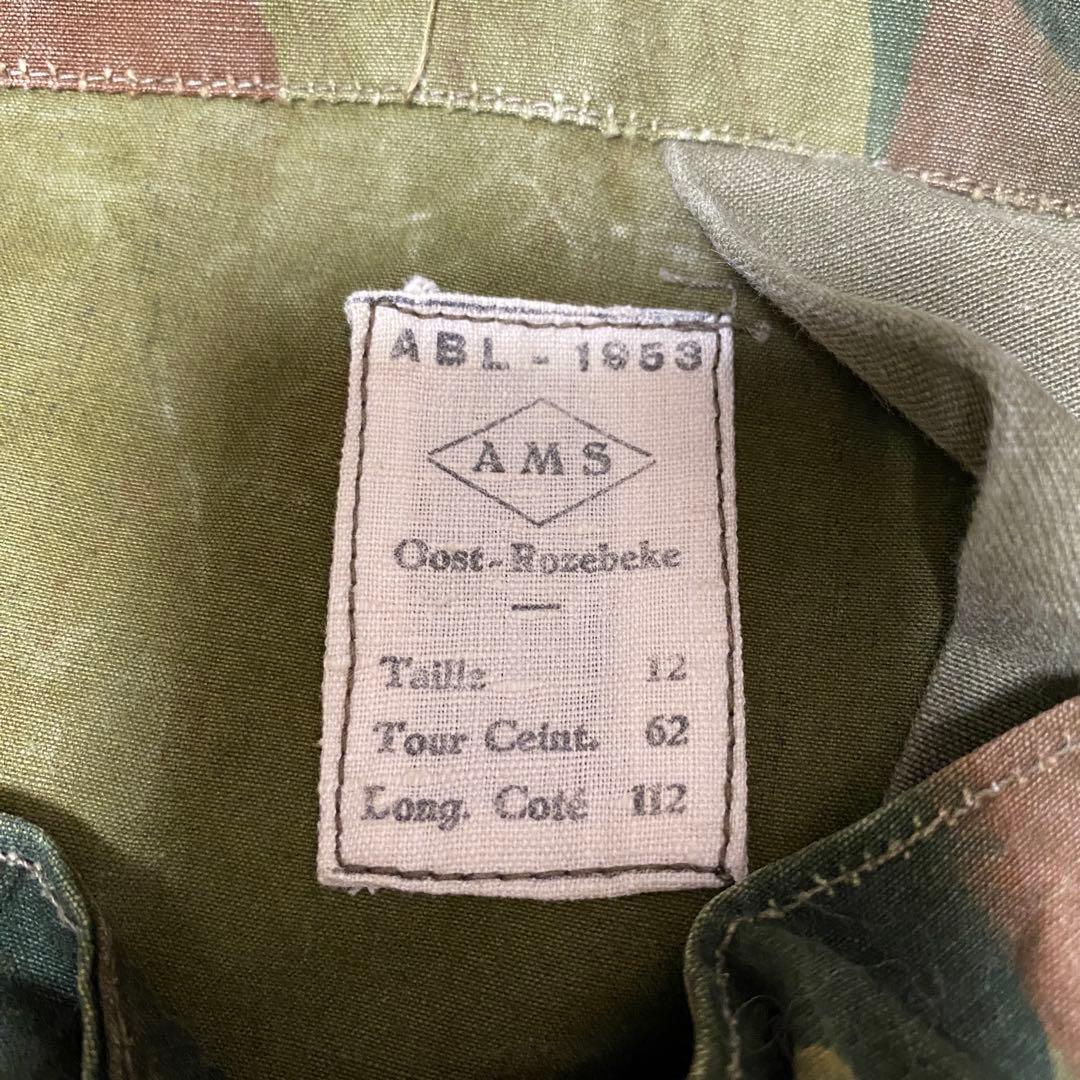 ABL - 1953
AMS
Oost-Rozebeke
Taille 12
Tour Ceint. 62
Long. Coté 112